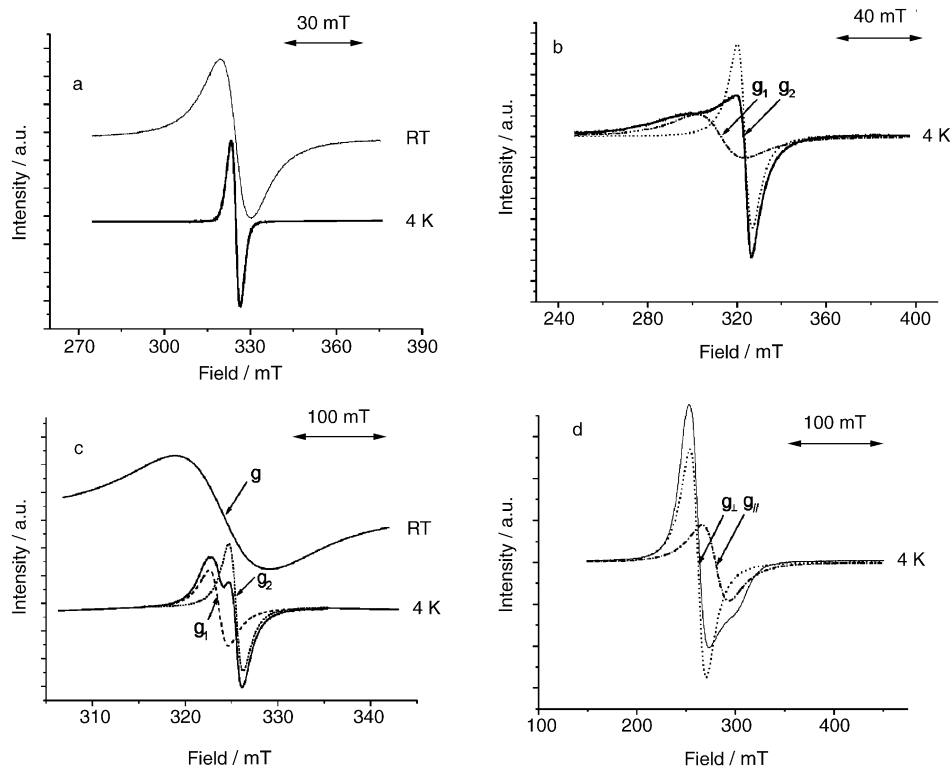 30 mT
a
RT
4 K
Intensity / a.u.
270 300 330 360 390
Field / mT
40 mT
b
g1 g2
4 K
Intensity / a.u.
240 280 320 360 400
Field / mT
100 mT
c
g
RT
g2
4 K
g1
Intensity / a.u.
310 320 330 340
Field / mT
100 mT
d
g⊥ g//
4 K
Intensity / a.u.
100 200 300 400
Field / mT